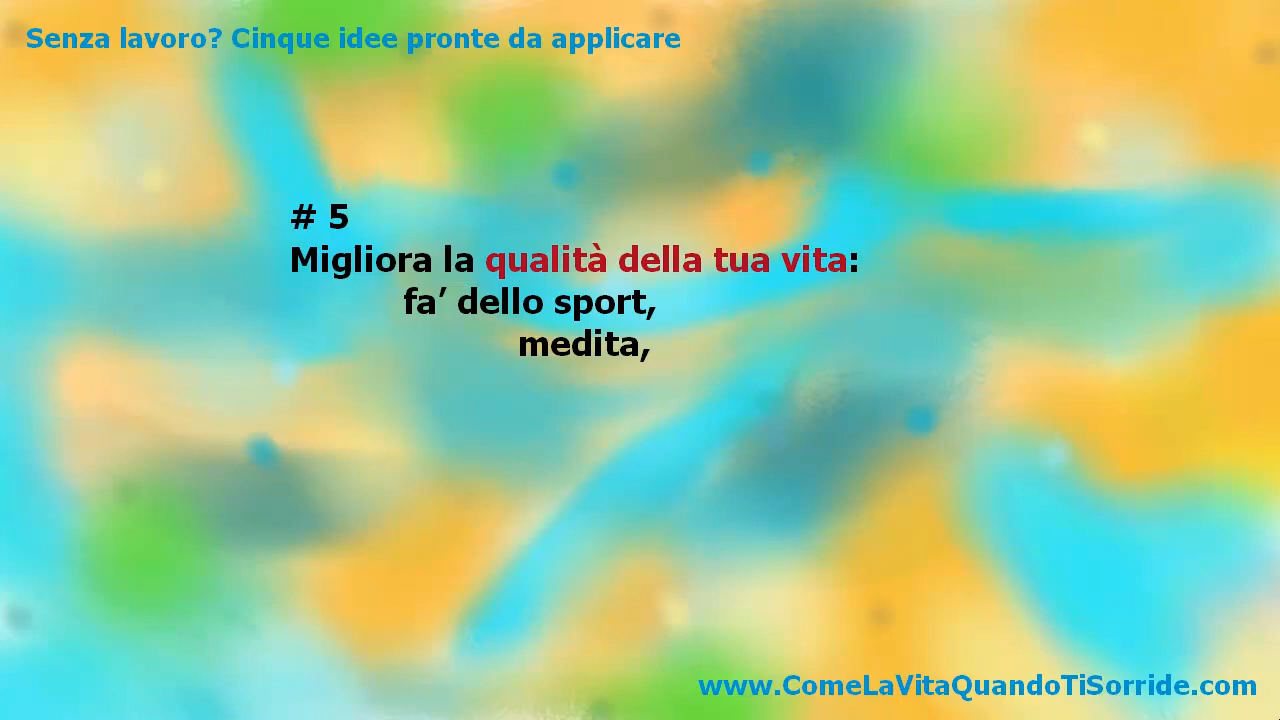 Senza lavoro? Cinque idee pronte da applicare
# 5
Migliora la qualità della tua vita:
fa’ dello sport,
medita,
www.ComeLaVitaQuandoTiSorride.com